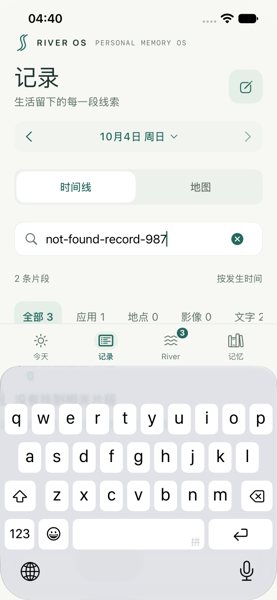 04:40
RIVER OS PERSONAL MEMORY OS
记录
生活留下的每一段线索
10月4日 周日
时间线 地图
not-found-record-987
2 条片段 按发生时间
全部 3 应用 1 地点 0 影像 0 文字 2
3
今天 记录 River 记忆
q w e r t y u i o p
a s d f g h j k l
z x c v b n m
123 拼